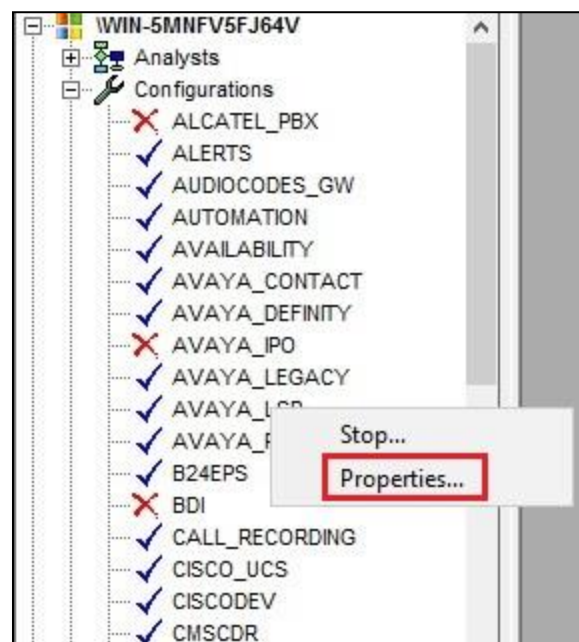 \WIN-5MNFV5FJ64V
Analysts
Configurations
ALCATEL_PBX
ALERTS
AUDIOCODES_GW
AUTOMATION
AVAILABILITY
AVAYA_CONTACT
AVAYA_DEFINITY
AVAYA_IPO
AVAYA_LEGACY
Stop...
Properties...
B24EPS
BDI
CALL_RECORDING
CISCO_UCS
CISCODEV
CMSCDR